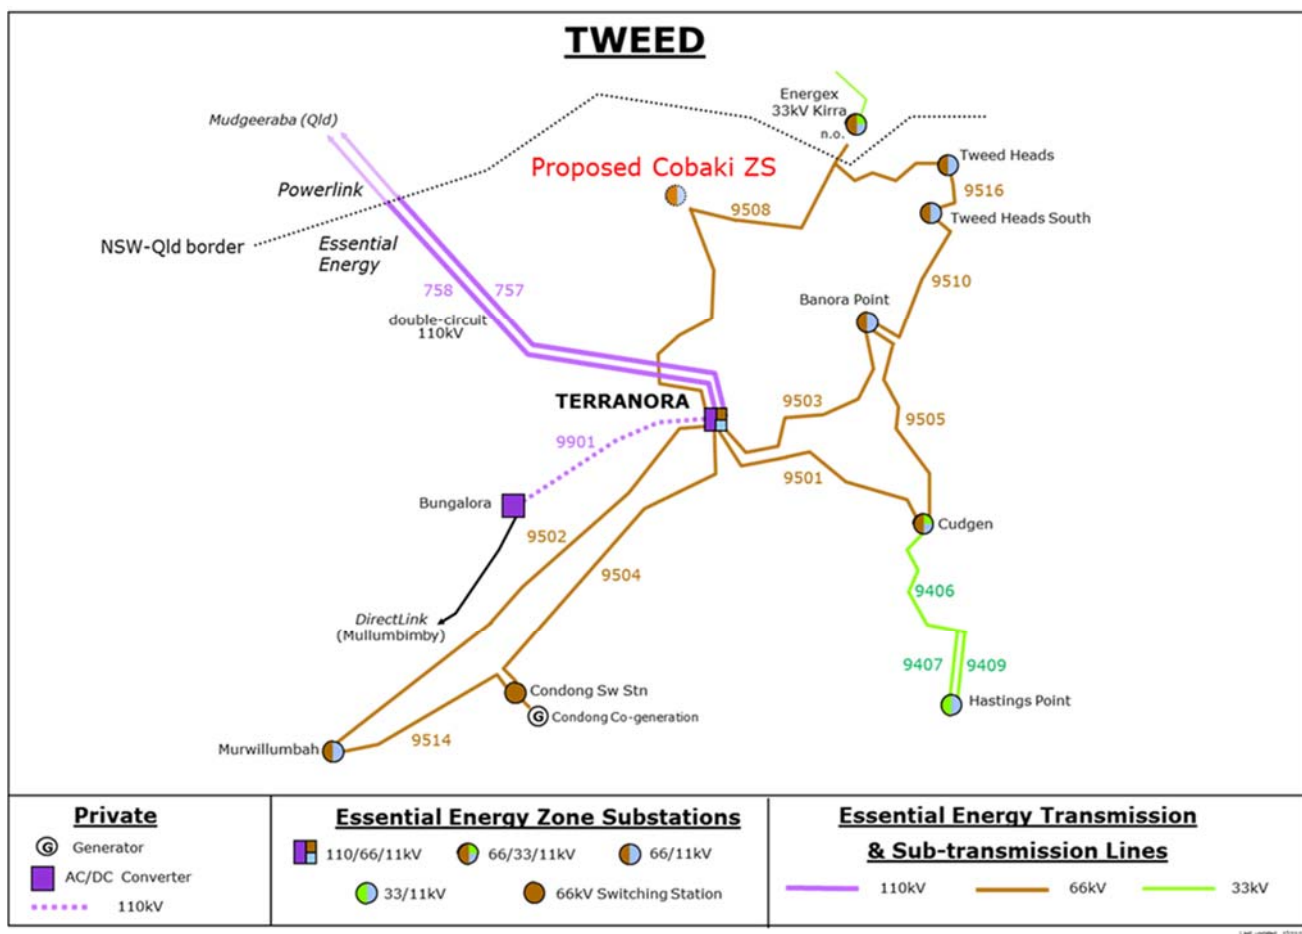 TWEED
Energex
33kV Kirra
n.o.
Mudgeeraba (Qld)
Tweed Heads
Proposed Cobaki ZS
Powerlink
9516
9508
Tweed Heads South
NSW-Qld border
Essential
Energy
9510
758
757
Banora Point
double-circuit
110kV
TERRANORA
9503
9505
9901
9501
Bungalora
Cudgen
9502
9504
9406
DirectLink
(Mullumbimby)
9407
9409
Condong Sw Stn
Hastings Point
G
Condong Co-generation
9514
Murwillumbah
Private
G
Generator
AC/DC Converter
110kV
Essential Energy Zone Substations
110/66/11kV
66/33/11kV
66/11kV
33/11kV
66kV Switching Station
Essential Energy Transmission
& Sub-transmission Lines
110kV
66kV
33kV